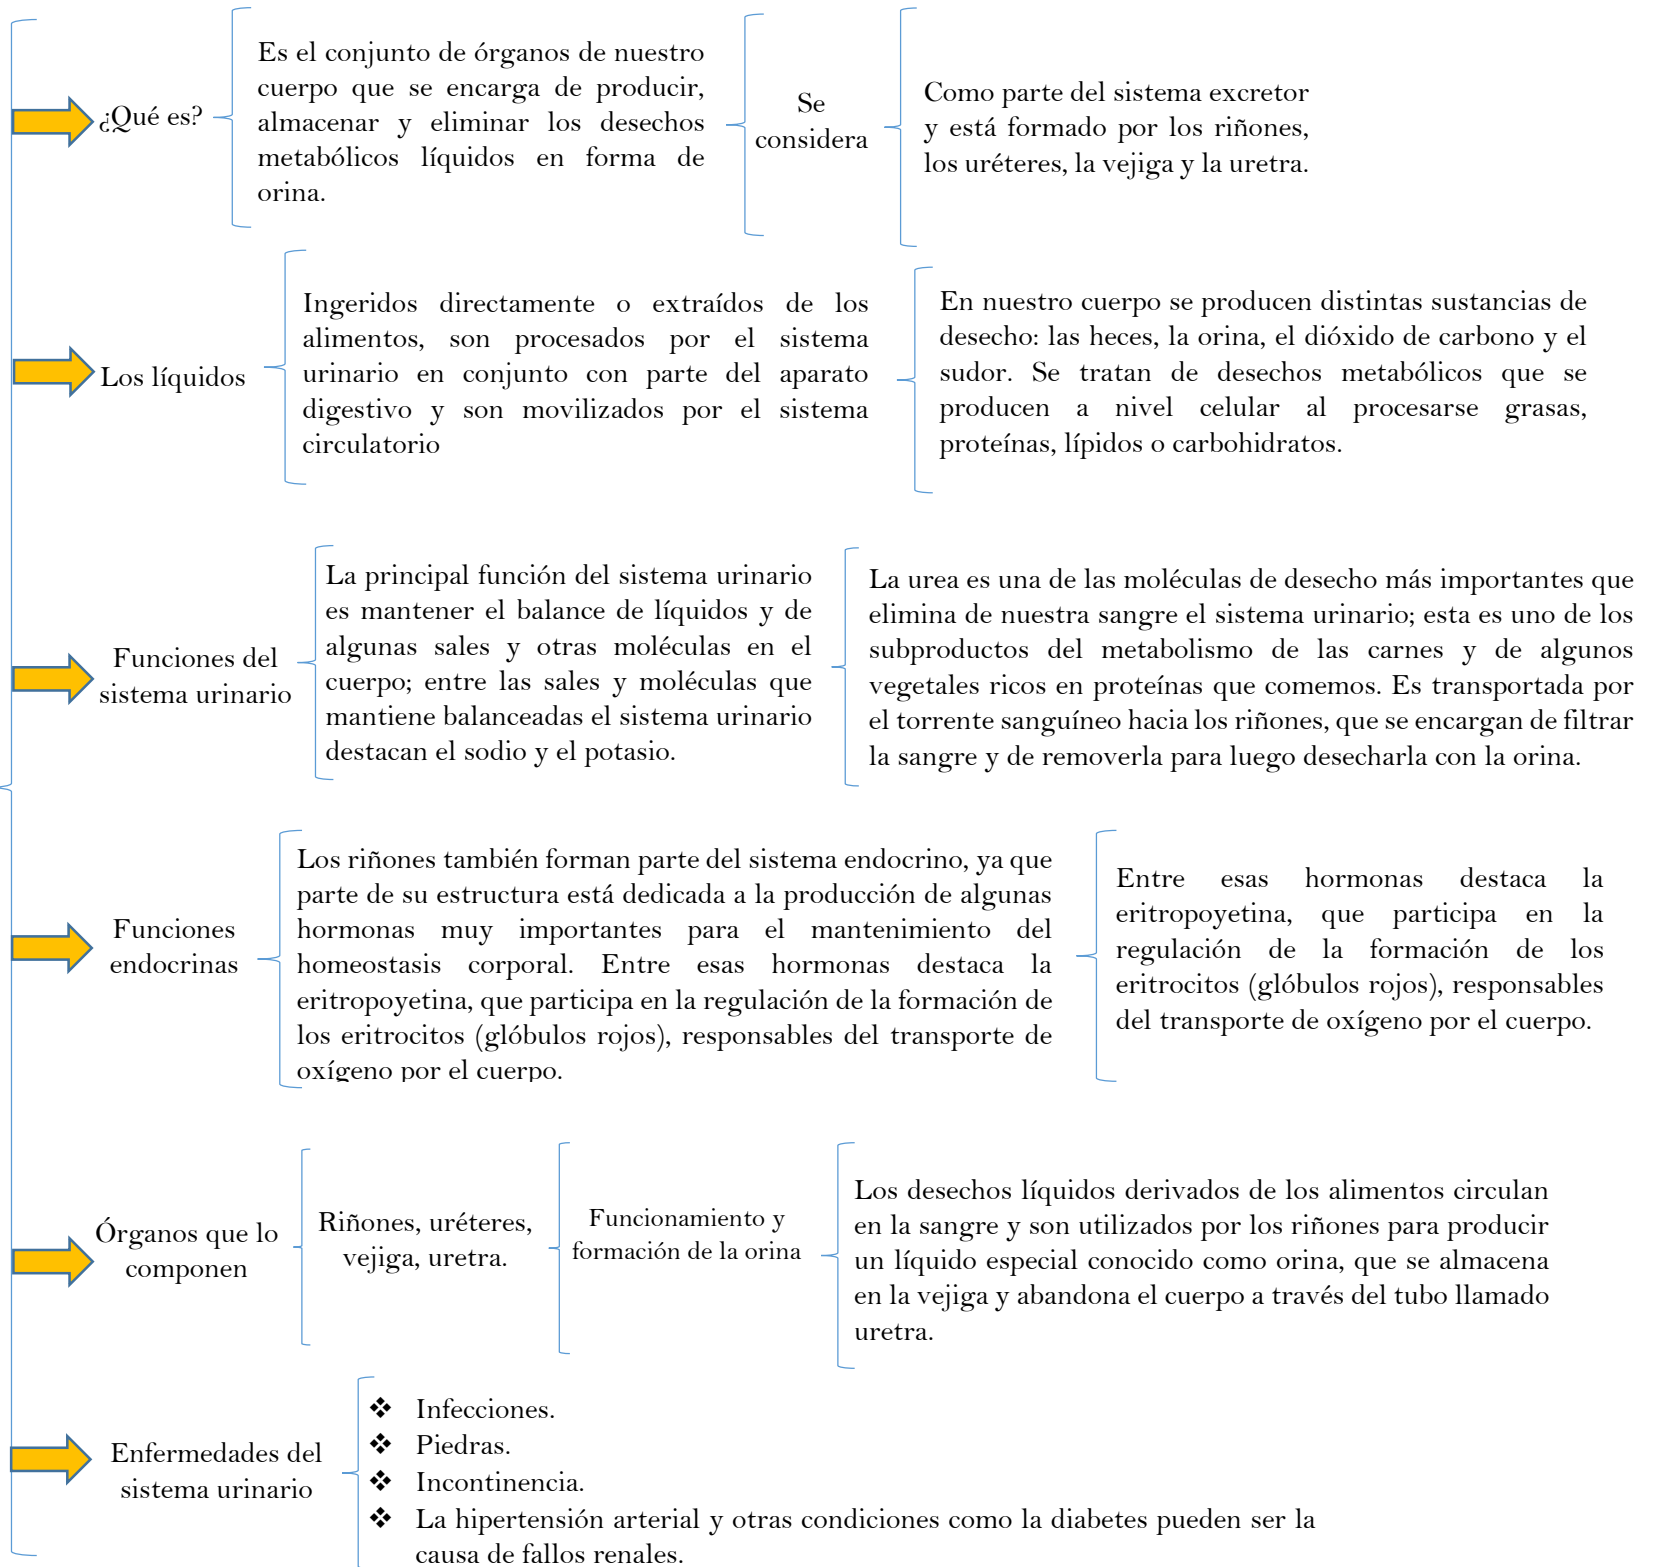 ¿Qué es?
Es el conjunto de órganos de nuestro
cuerpo que se encarga de producir,
almacenar y eliminar los desechos
metabólicos líquidos en forma de
orina.
Se
considera
Como parte del sistema excretor
y está formado por los riñones,
los uréteres, la vejiga y la uretra.
Los líquidos
Ingeridos directamente o extraídos de los
alimentos, son procesados por el sistema
urinario en conjunto con parte del aparato
digestivo y son movilizados por el sistema
circulatorio
En nuestro cuerpo se producen distintas sustancias de
desecho: las heces, la orina, el dióxido de carbono y el
sudor. Se tratan de desechos metabólicos que se
producen a nivel celular al procesarse grasas,
proteínas, lípidos o carbohidratos.
Funciones del
sistema urinario
La principal función del sistema urinario
es mantener el balance de líquidos y de
algunas sales y otras moléculas en el
cuerpo; entre las sales y moléculas que
mantiene balanceadas el sistema urinario
destacan el sodio y el potasio.
La urea es una de las moléculas de desecho más importantes que
elimina de nuestra sangre el sistema urinario; esta es uno de los
subproductos del metabolismo de las carnes y de algunos
vegetales ricos en proteínas que comemos. Es transportada por
el torrente sanguíneo hacia los riñones, que se encargan de filtrar
la sangre y de removerla para luego desecharla con la orina.
Funciones
endocrinas
Los riñones también forman parte del sistema endocrino, ya que
parte de su estructura está dedicada a la producción de algunas
hormonas muy importantes para el mantenimiento del
homeostasis corporal. Entre esas hormonas destaca la
eritropoyetina, que participa en la regulación de la formación de
los eritrocitos (glóbulos rojos), responsables del transporte de
oxígeno por el cuerpo.
Entre esas hormonas destaca la
eritropoyetina, que participa en la
regulación de la formación de los
eritrocitos (glóbulos rojos), responsables
del transporte de oxígeno por el cuerpo.
Órganos que lo
componen
Riñones, uréteres,
vejiga, uretra.
Funcionamiento y
formación de la orina
Los desechos líquidos derivados de los alimentos circulan
en la sangre y son utilizados por los riñones para producir
un líquido especial conocido como orina, que se almacena
en la vejiga y abandona el cuerpo a través del tubo llamado
uretra.
Enfermedades del
sistema urinario
❖ Infecciones.
❖ Piedras.
❖ Incontinencia.
❖ La hipertensión arterial y otras condiciones como la diabetes pueden ser la
causa de fallos renales.